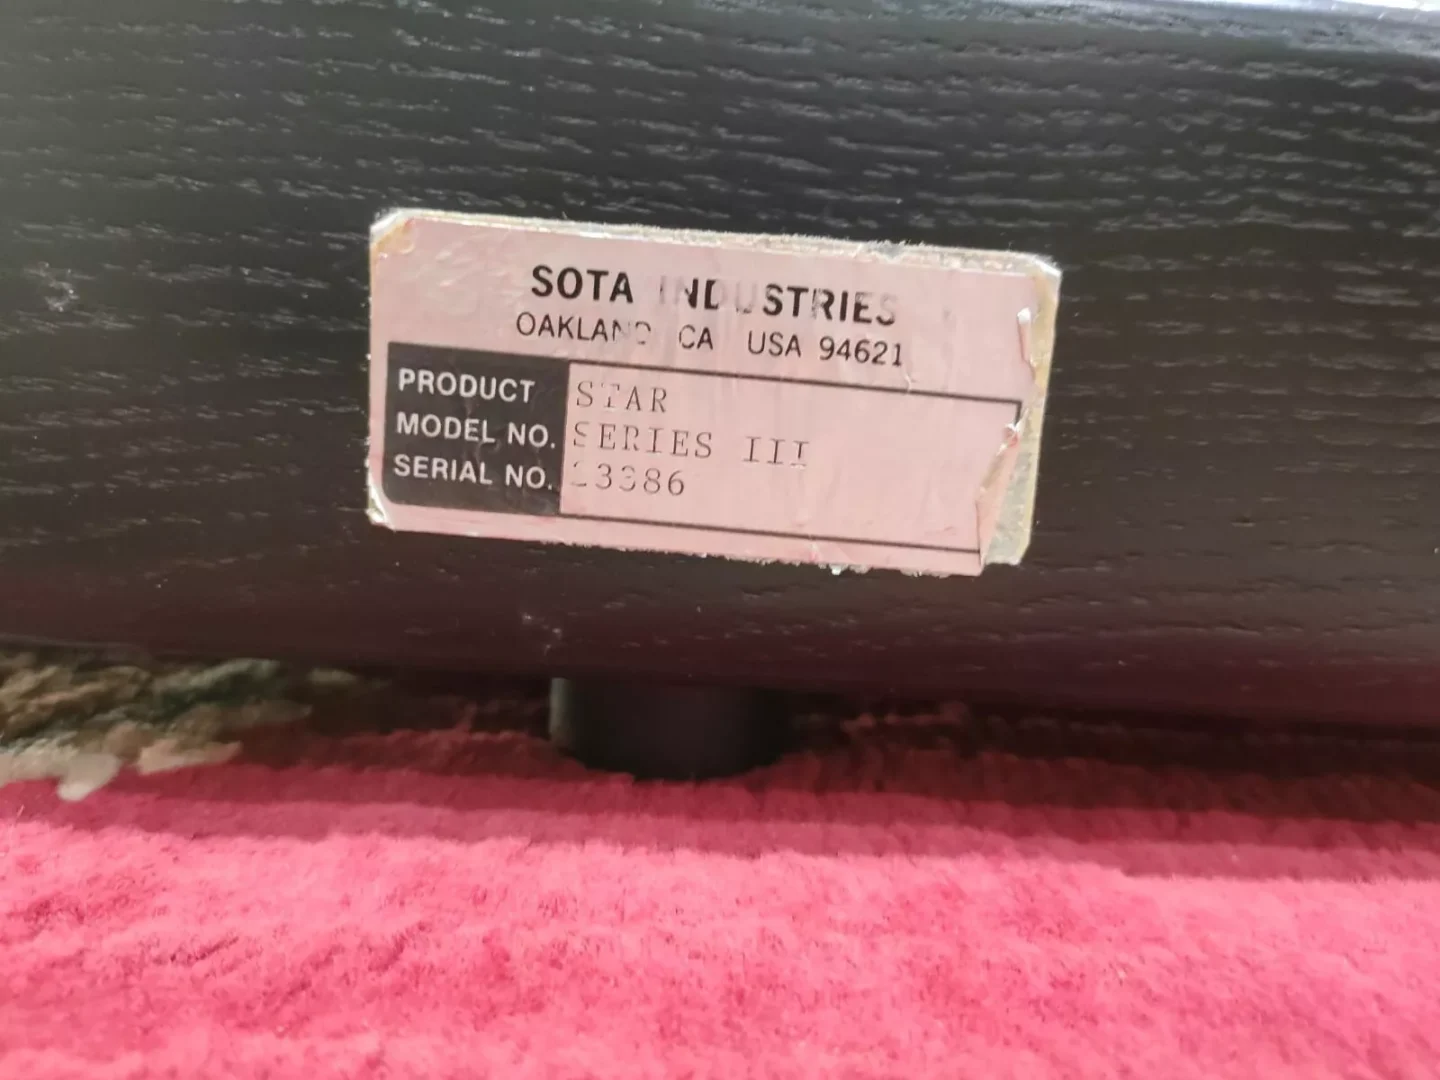 SOTA INDUSTRIES
OAKLAND CA USA 94621
PRODUCT STAR
MODEL NO. SERIES III
SERIAL NO.